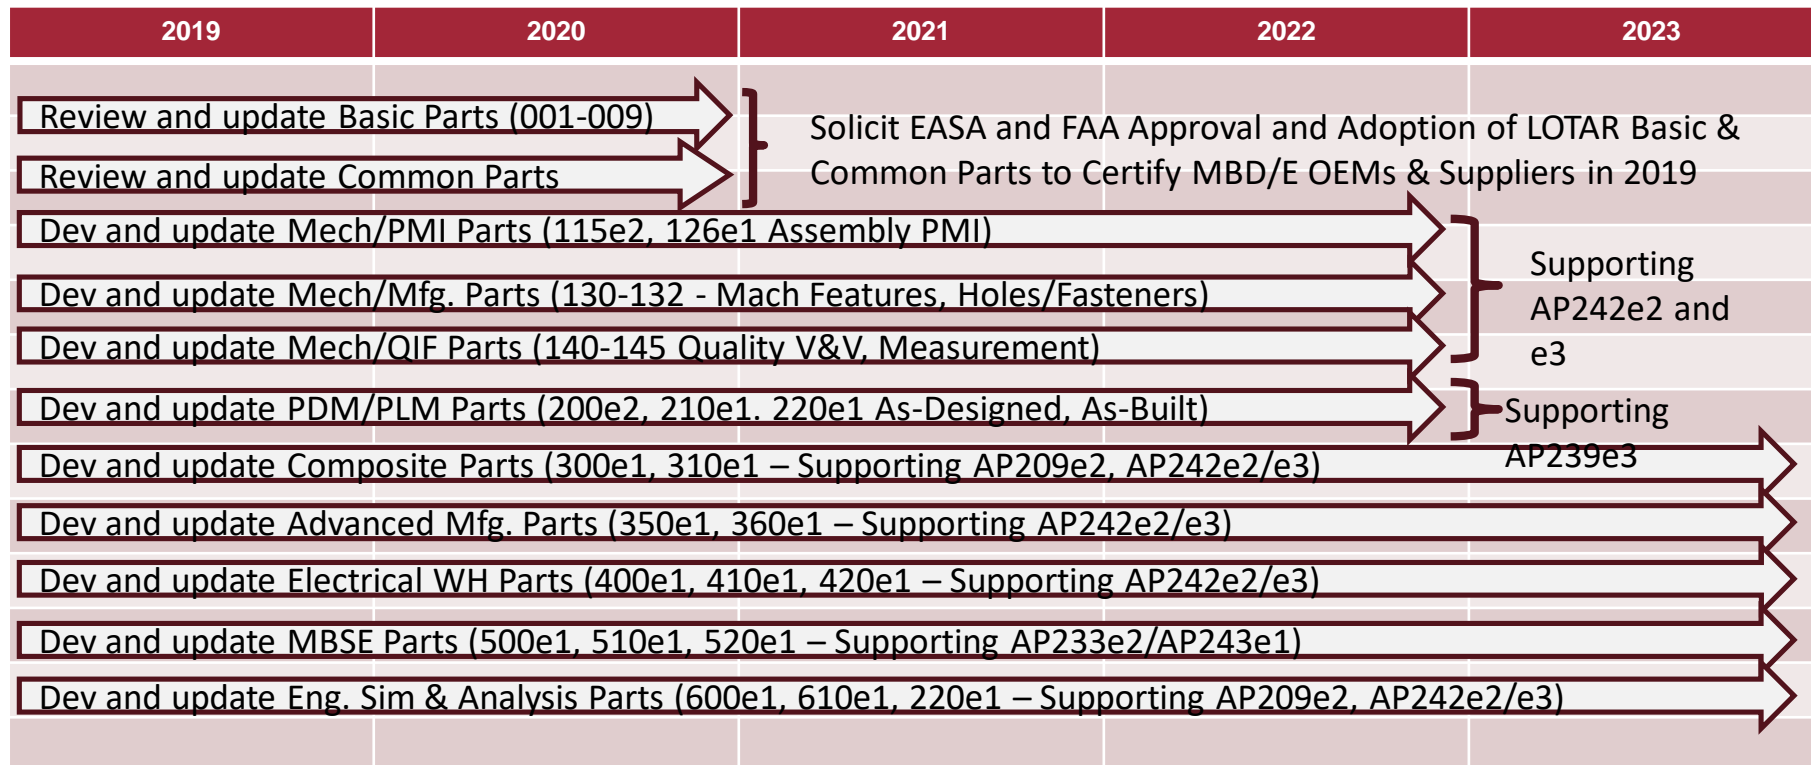 2019 2020 2021 2022 2023
Review and update Basic Parts (001-009)
Review and update Common Parts
Solicit EASA and FAA Approval and Adoption of LOTAR Basic &
Common Parts to Certify MBD/E OEMs & Suppliers in 2019
Dev and update Mech/PMI Parts (115e2, 126e1 Assembly PMI)
Dev and update Mech/Mfg. Parts (130-132 - Mach Features, Holes/Fasteners)
Dev and update Mech/QIF Parts (140-145 Quality V&V, Measurement)
Supporting
AP242e2 and
e3
Dev and update PDM/PLM Parts (200e2, 210e1. 220e1 As-Designed, As-Built)
Supporting
AP239e3
Dev and update Composite Parts (300e1, 310e1 – Supporting AP209e2, AP242e2/e3)
Dev and update Advanced Mfg. Parts (350e1, 360e1 – Supporting AP242e2/e3)
Dev and update Electrical WH Parts (400e1, 410e1, 420e1 – Supporting AP242e2/e3)
Dev and update MBSE Parts (500e1, 510e1, 520e1 – Supporting AP233e2/AP243e1)
Dev and update Eng. Sim & Analysis Parts (600e1, 610e1, 220e1 – Supporting AP209e2, AP242e2/e3)